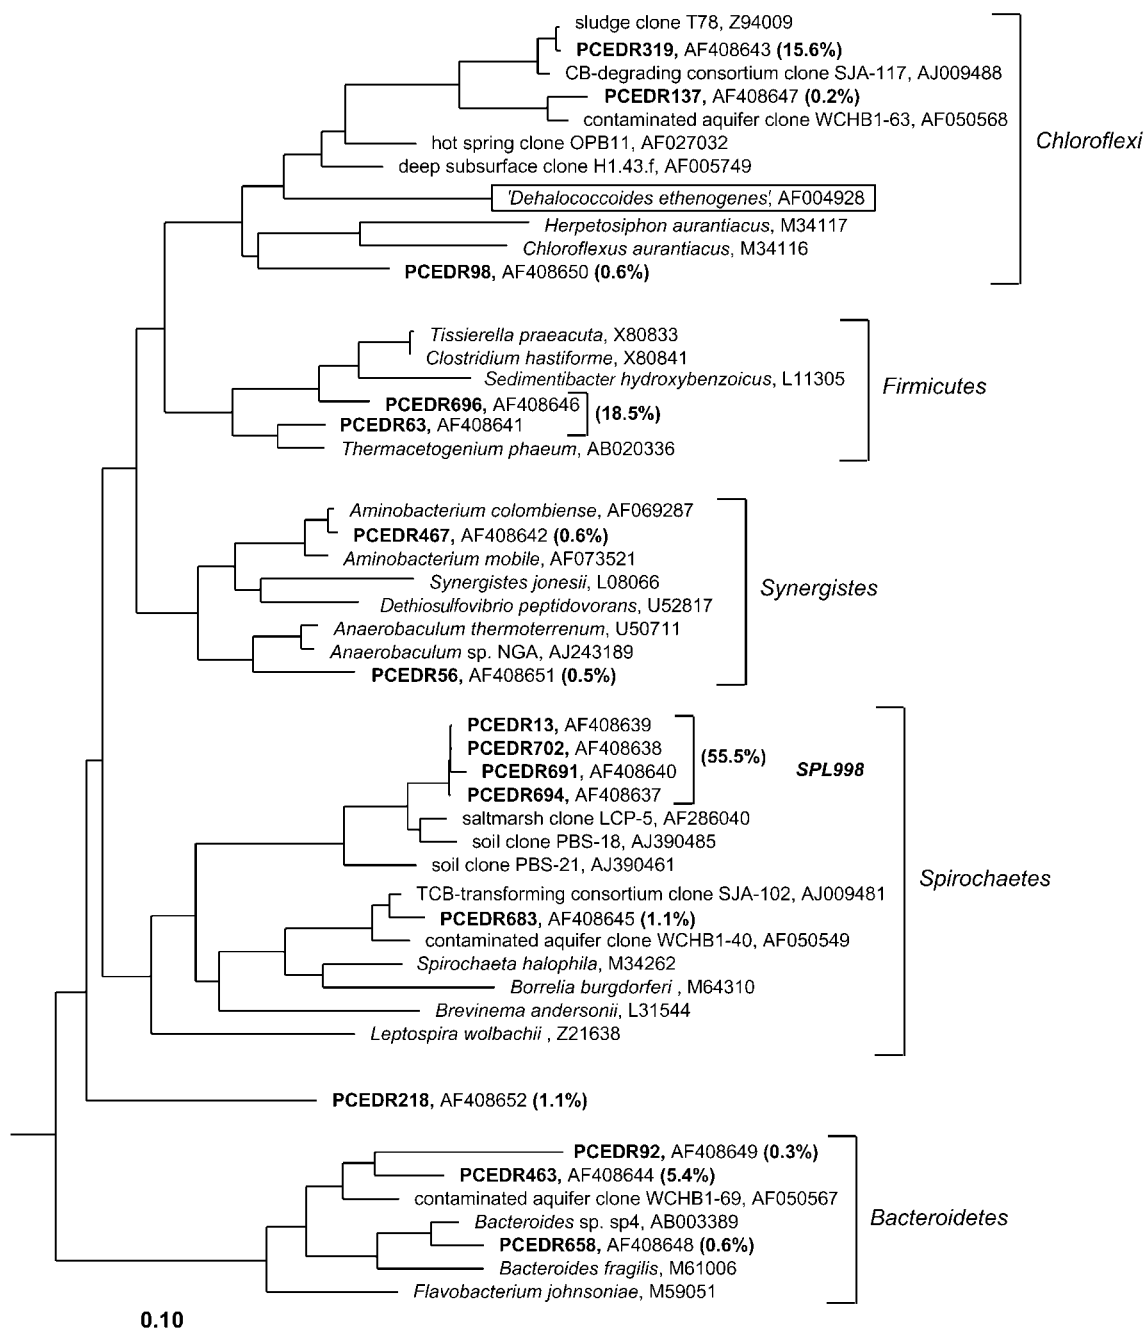 sludge clone T78, Z94009
PCEDR319, AF408643 (15.6%)
CB-degrading consortium clone SJA-117, AJ009488
PCEDR137, AF408647 (0.2%)
contaminated aquifer clone WCHB1-63, AF050568
Chloroflexi
hot spring clone OPB11, AF027032
deep subsurface clone H1.43.f, AF005749
'Dehalococcoides ethenogenes', AF004928
Herpetosiphon aurantiacus, M34117
Chloroflexus aurantiacus, M34116
PCEDR98, AF408650 (0.6%)
Tissierella praeacuta, X80833
Clostridium hastiforme, X80841
Sedimentibacter hydroxybenzoicus, L11305
Firmicutes
PCEDR696, AF408646
(18.5%)
PCEDR63, AF408641
Thermacetogenium phaeum, AB020336
Aminobacterium colombiense, AF069287
PCEDR467, AF408642 (0.6%)
Aminobacterium mobile, AF073521
Synergistes jonesii, L08066
Synergistes
Dethiosulfovibrio peptidovorans, U52817
Anaerobaculum thermoterrenum, U50711
Anaerobaculum sp. NGA, AJ243189
PCEDR56, AF408651 (0.5%)
PCEDR13, AF408639
PCEDR702, AF408638
(55.5%)
SPL998
PCEDR691, AF408640
PCEDR694, AF408637
saltmarsh clone LCP-5, AF286040
soil clone PBS-18, AJ390485
soil clone PBS-21, AJ390461
Spirochaetes
TCB-transforming consortium clone SJA-102, AJ009481
PCEDR683, AF408645 (1.1%)
contaminated aquifer clone WCHB1-40, AF050549
Spirochaeta halophila, M34262
Borrelia burgdorferi , M64310
Brevinema andersonii, L31544
Leptospira wolbachii , Z21638
PCEDR218, AF408652 (1.1%)
PCEDR92, AF408649 (0.3%)
PCEDR463, AF408644 (5.4%)
contaminated aquifer clone WCHB1-69, AF050567
Bacteroidetes
Bacteroides sp. sp4, AB003389
PCEDR658, AF408648 (0.6%)
Bacteroides fragilis, M61006
Flavobacterium johnsoniae, M59051
0.10